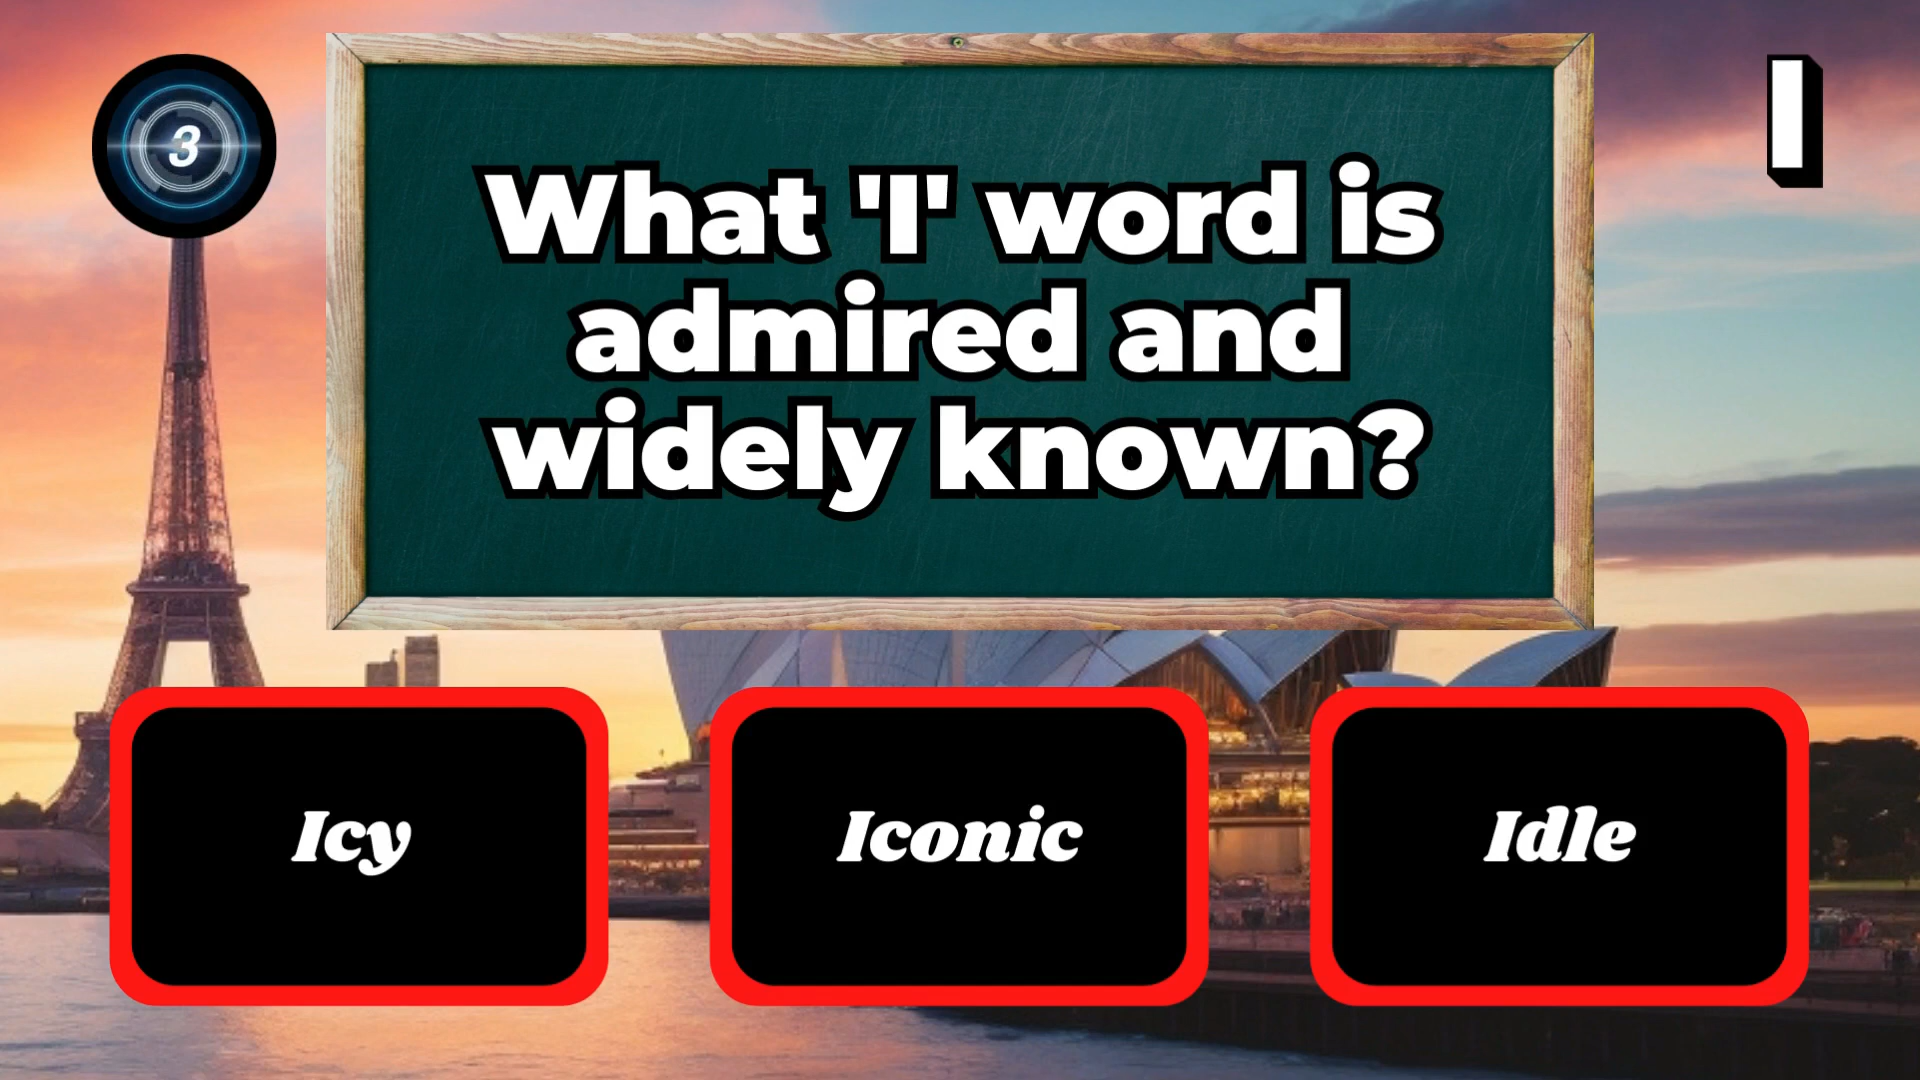 3
I
What 'I' word is
admired and
widely known?
Icy
Iconic
Idle